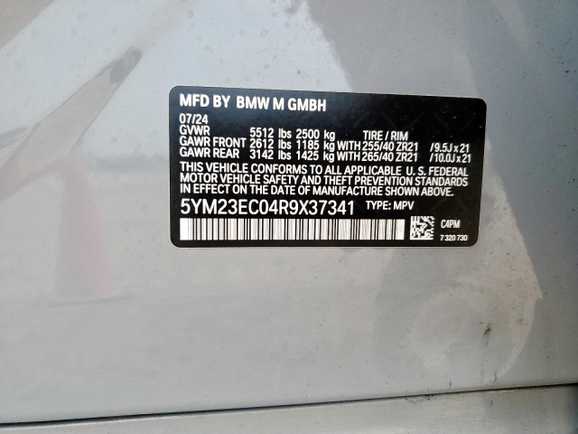 MFD BY BMW M GMBH
07/24
GVWR 5512 lbs 2500 kg TIRE / RIM
GAWR FRONT 2612 lbs 1185 kg WITH 255/40 ZR21 /9.5J x 21
GAWR REAR 3142 lbs 1425 kg WITH 265/40 ZR21 /10.0J x 21
THIS VEHICLE CONFORMS TO ALL APPLICABLE U.S. FEDERAL
MOTOR VEHICLE SAFETY, BUMPER, AND THEFT PREVENTION
STANDARDS IN EFFECT ON THE DATE OF MANUFACTURE SHOWN ABOVE.
5YM23EC04R9X37341 TYPE: MPV
C4PM
7 320 730